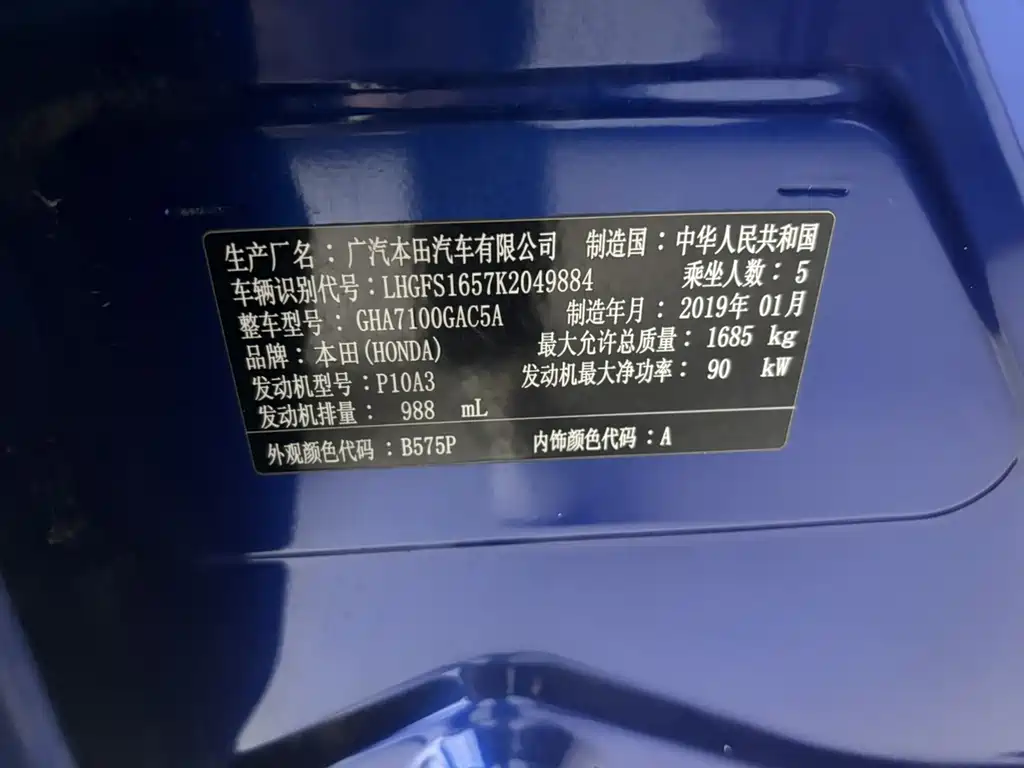 生产厂名：广汽本田汽车有限公司 制造国：中华人民共和国
车辆识别代号：LHGFS1657K2049884 乘坐人数：5
整车型号：GHA7100GAC5A 制造年月：2019年 01月
品牌：本田(HONDA) 最大允许总质量：1685 kg
发动机型号：P10A3 发动机最大净功率：90 kW
发动机排量：988 mL
外观颜色代码：B575P 内饰颜色代码：A